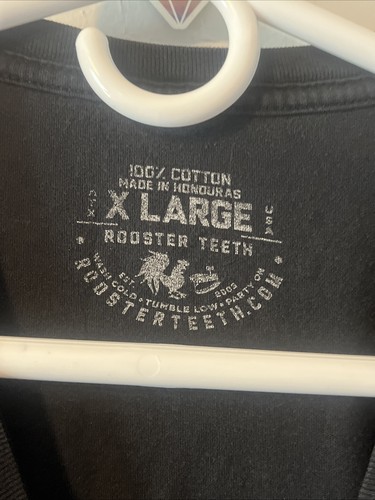 100% COTTON
MADE IN HONDURAS
ATX X LARGE USA
ROOSTER TEETH
EST. 2003
WASH COLD • TUMBLE LOW • PARTY ON
ROOSTERTEETH.COM